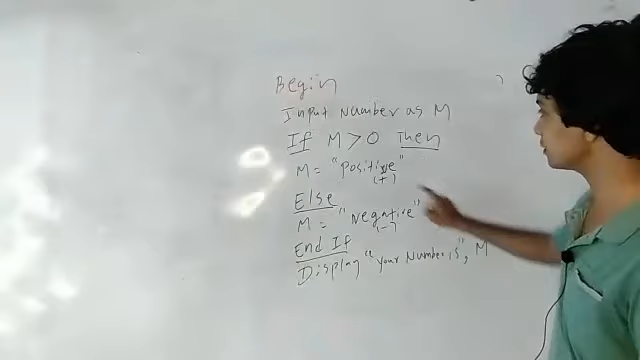 Begin
Input Number as M
If M > 0 Then
M = "Positive"
(+)
Else
M = "Negative"
(-)
End If
Display "your Number is", M